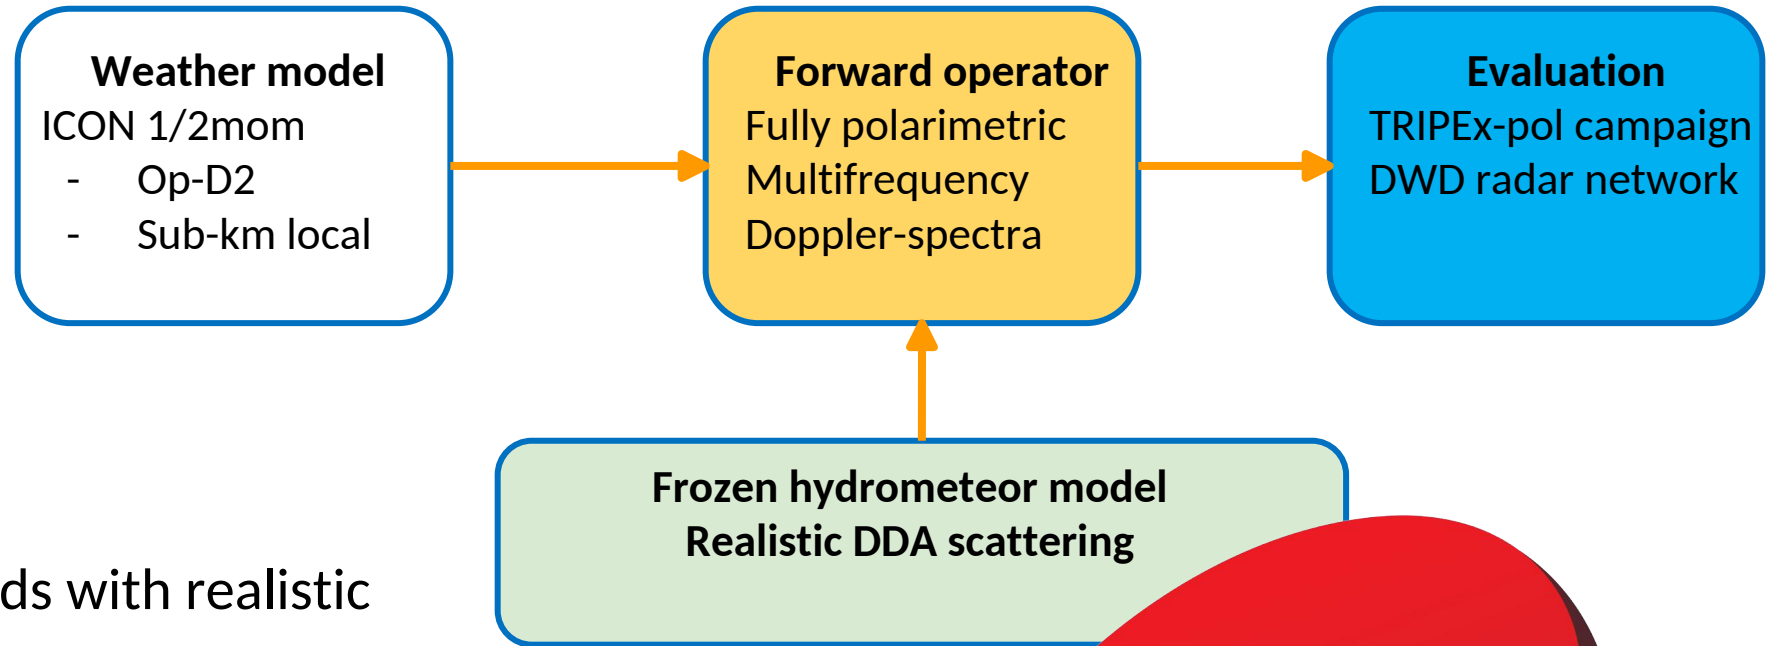 Weather model
ICON 1/2mom
- Op-D2
- Sub-km local
Forward operator
Fully polarimetric
Multifrequency
Doppler-spectra
Evaluation
TRIPEx-pol campaign
DWD radar network
Frozen hydrometeor model
Realistic DDA scattering
ds with realistic